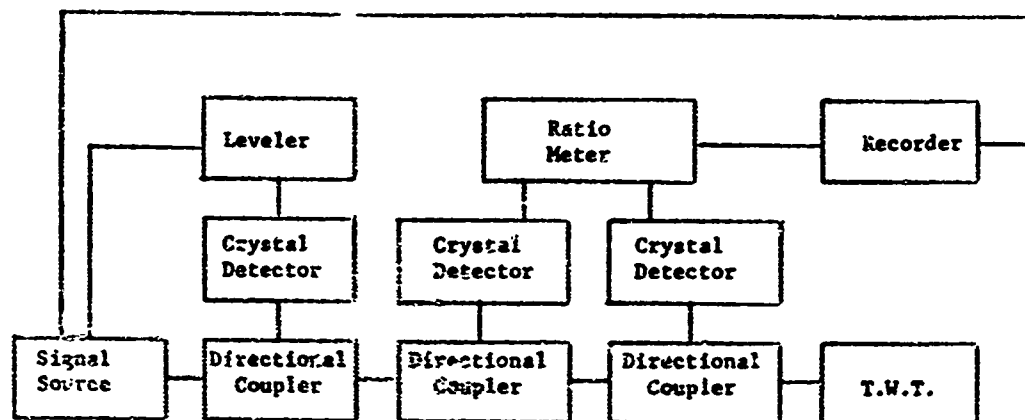 Leveler
Ratio
Meter
Recorder
Crystal
Detector
Crystal
Detector
Crystal
Detector
Signal
Source
Directional
Coupler
Directional
Coupler
Directional
Coupler
T.W.T.